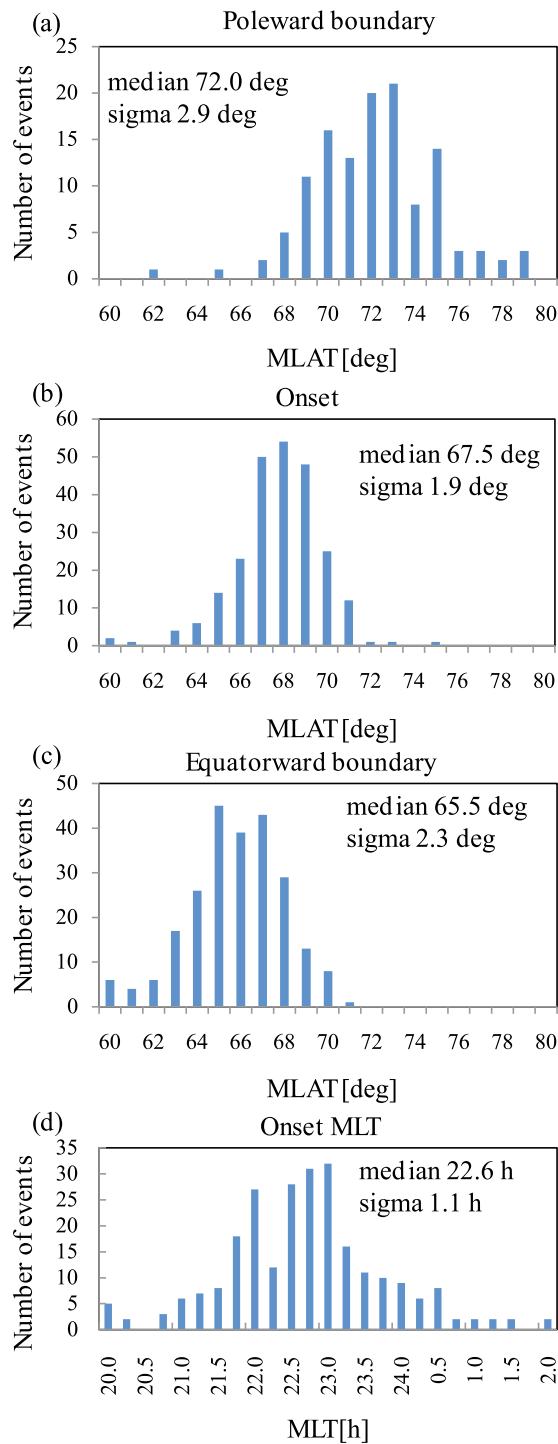 (a)
Poleward boundary
25
20
15
10
5
0
Number of events
median 72.0 deg
sigma 2.9 deg
60 62 64 66 68 70 72 74 76 78 80
MLAT [deg]
(b)
Onset
60
50
40
30
20
10
0
Number of events
median 67.5 deg
sigma 1.9 deg
60 62 64 66 68 70 72 74 76 78 80
MLAT [deg]
(c)
Equatorward boundary
50
40
30
20
10
0
Number of events
median 65.5 deg
sigma 2.3 deg
60 62 64 66 68 70 72 74 76 78 80
MLAT [deg]
(d)
Onset MLT
35
30
25
20
15
10
5
0
Number of events
median 22.6 h
sigma 1.1 h
20.0 20.5 21.0 21.5 22.0 22.5 23.0 23.5 24.0 0.5 1.0 1.5 2.0
MLT[h]